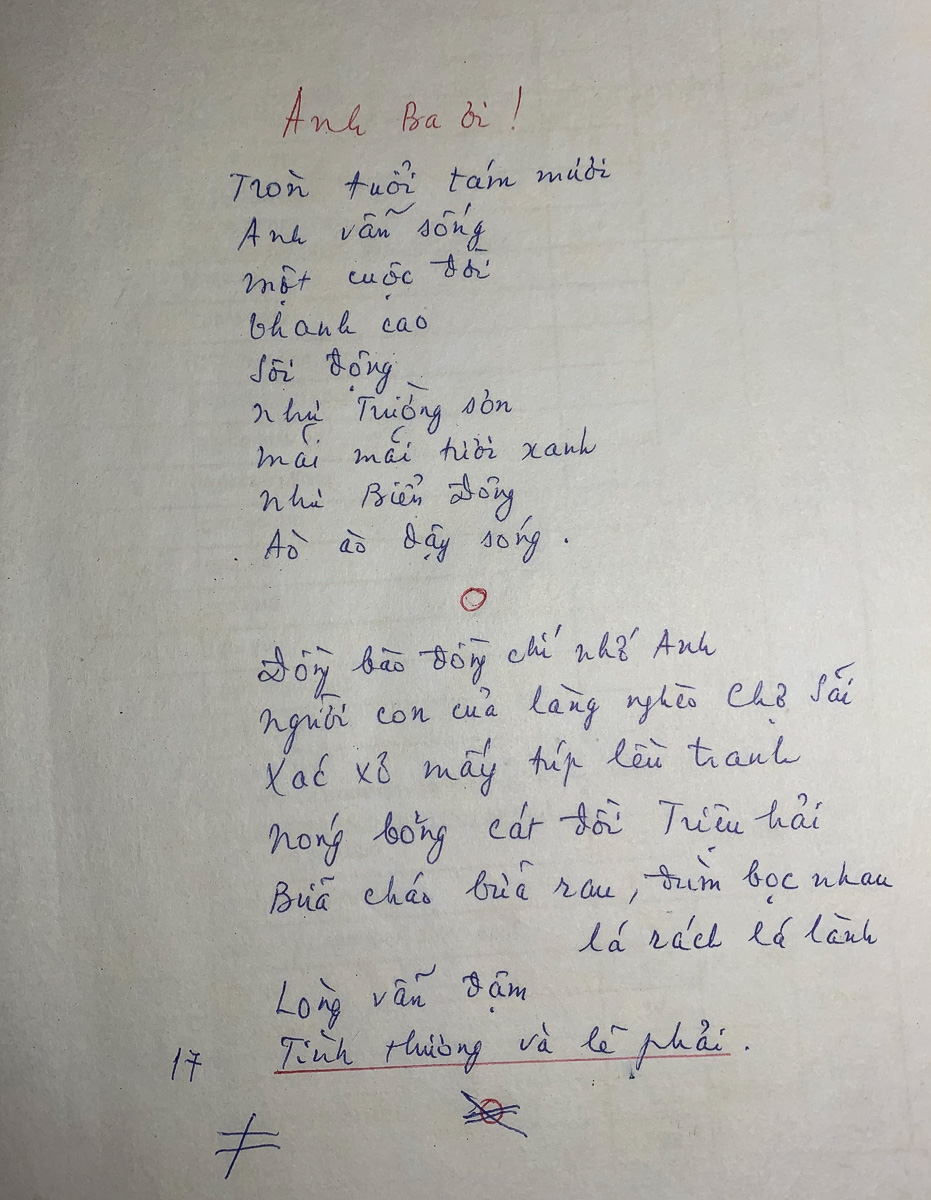 Anh Ba ơi!
Tròn tuổi tám mươi
Anh vẫn sống
một cuộc đời
thanh cao
Sôi động
như Trường sơn
mãi mãi tươi xanh
như Biển Đông
Ào ào dậy sóng.
Đồng bào đồng chí nhớ Anh
người con của làng nghèo Chợ Sãi
Xác xơ mấy túp lều tranh
nóng bỏng cát đồi Triệu hải
Bữa cháo bữa rau, đùm bọc nhau
lá rách lá lành
Lòng vẫn đậm
Tình thương và lẽ phải.
17